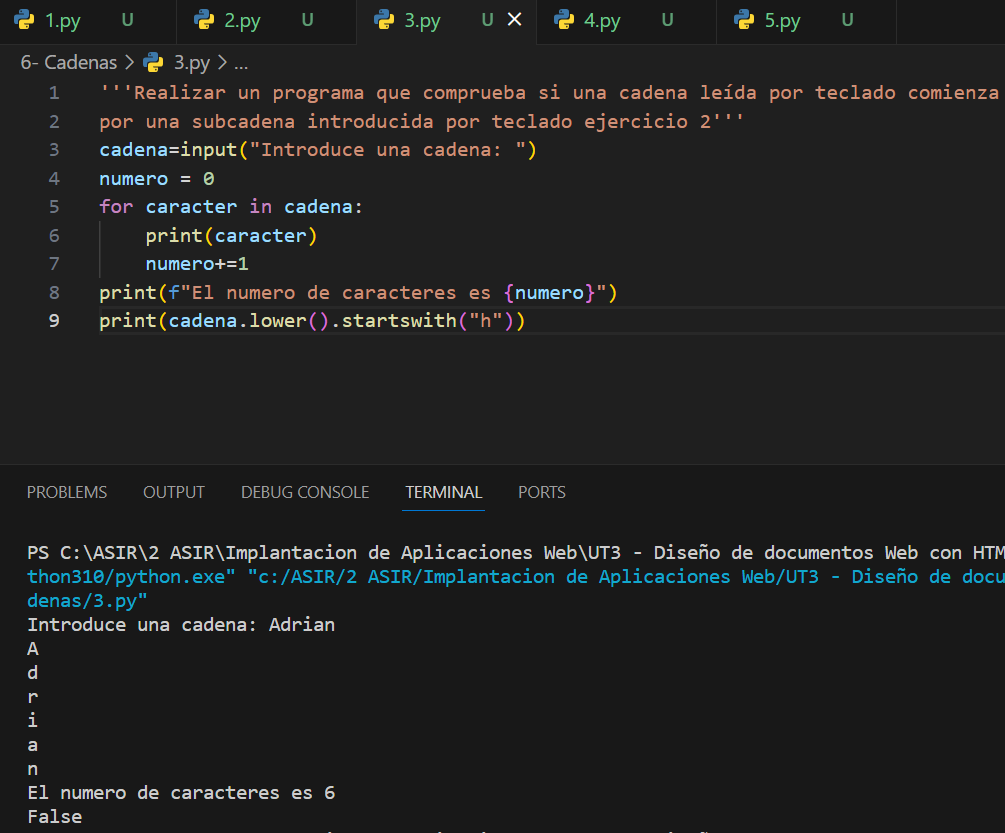 1.py U 2.py U 3.py U 4.py U 5.py U
6- Cadenas > 3.py > ...
1 '''Realizar un programa que comprueba si una cadena leída por teclado comienza
2 por una subcadena introducida por teclado ejercicio 2'''
3 cadena=input("Introduce una cadena: ")
4 numero = 0
5 for caracter in cadena:
6 print(caracter)
7 numero+=1
8 print(f"El numero de caracteres es {numero}")
9 print(cadena.lower().startswith("h"))
PROBLEMS OUTPUT DEBUG CONSOLE TERMINAL PORTS
PS C:\ASIR\2 ASIR\Implantacion de Aplicaciones Web\UT3 - Diseño de documentos Web con HTM
thon310/python.exe" "c:/ASIR/2 ASIR/Implantacion de Aplicaciones Web/UT3 - Diseño de docu
denas/3.py"
Introduce una cadena: Adrian
A
d
r
i
a
n
El numero de caracteres es 6
False